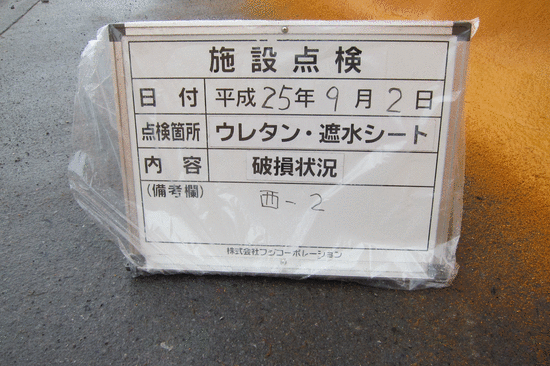 施設点検
日付 平成25年9月2日
点検箇所 ウレタン・遮水シート
内容 破損状況
(備考欄)
西-2
株式会社フジコーポレーション